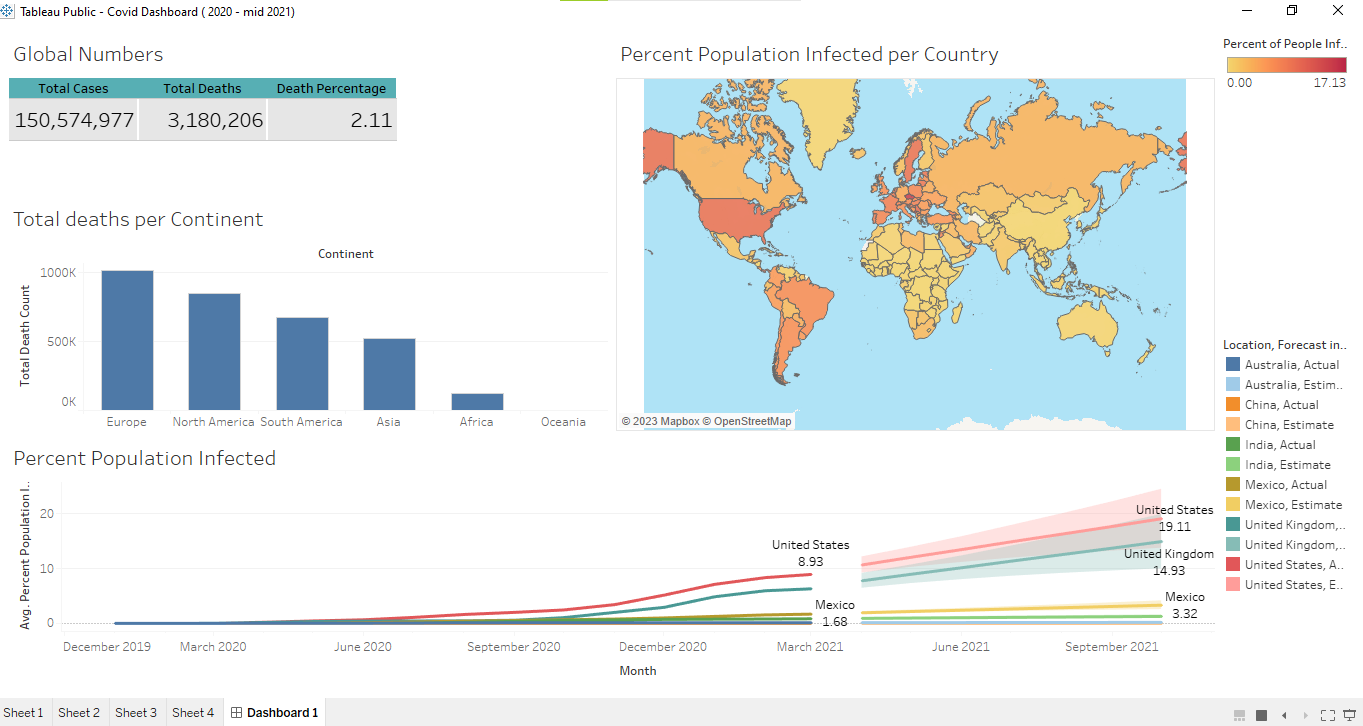 Tableau Public - Covid Dashboard ( 2020 - mid 2021)
Global Numbers
Total Cases Total Deaths Death Percentage
150,574,977 3,180,206 2.11
Total deaths per Continent
Continent
Total Death Count
1000K
500K
0K
Europe North America South America Asia Africa Oceania
Percent Population Infected per Country
© 2023 Mapbox © OpenStreetMap
Percent of People Inf..
0.00 17.13
Location, Forecast in..
Australia, Actual
Australia, Estim..
China, Actual
China, Estimate
India, Actual
India, Estimate
Mexico, Actual
Mexico, Estimate
United Kingdom,..
United Kingdom,..
United States, A..
United States, E..
Percent Population Infected
Avg. Percent Population I..
20
10
0
United States
8.93
Mexico
1.68
United States
19.11
United Kingdom
14.93
Mexico
3.32
December 2019 March 2020 June 2020 September 2020 December 2020 March 2021 June 2021 September 2021
Month
Sheet 1 Sheet 2 Sheet 3 Sheet 4 Dashboard 1